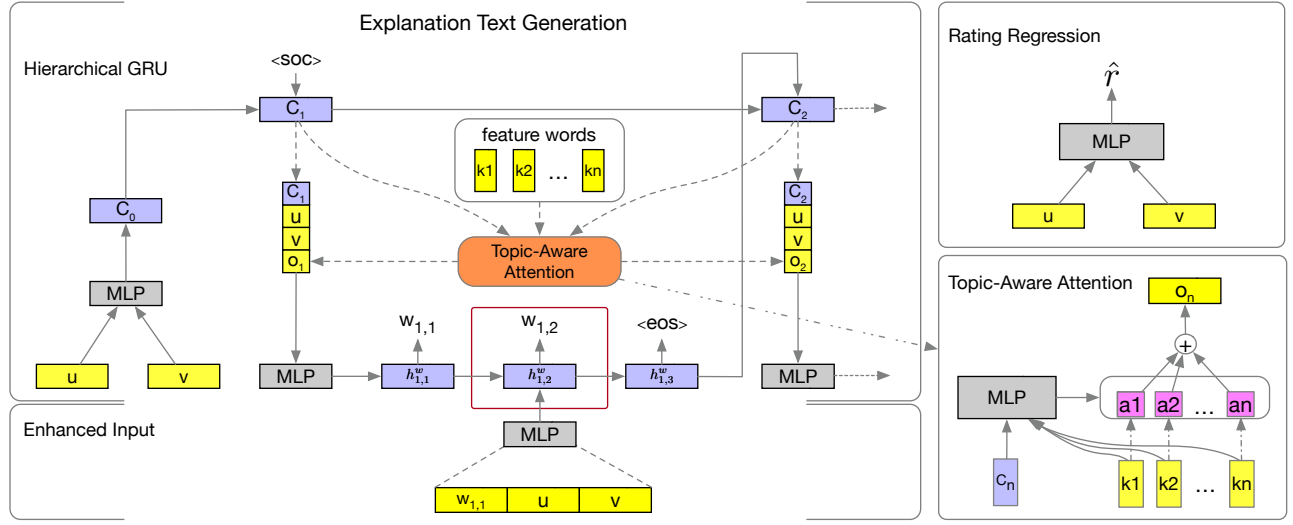 Explanation Text Generation
Hierarchical GRU
<soc>
C1
C2
feature words
k1 k2 ... kn
C0
C1
u
v
o1
C2
u
v
o2
Topic-Aware
Attention
MLP
u v
w1,1
w1,2
<eos>
MLP
h^w_1,1
h^w_1,2
h^w_1,3
MLP
Enhanced Input
MLP
w1,1 u v
Rating Regression
r̂
MLP
u v
Topic-Aware Attention
on
+
MLP
a1 a2 ... an
Cn
k1 k2 ... kn